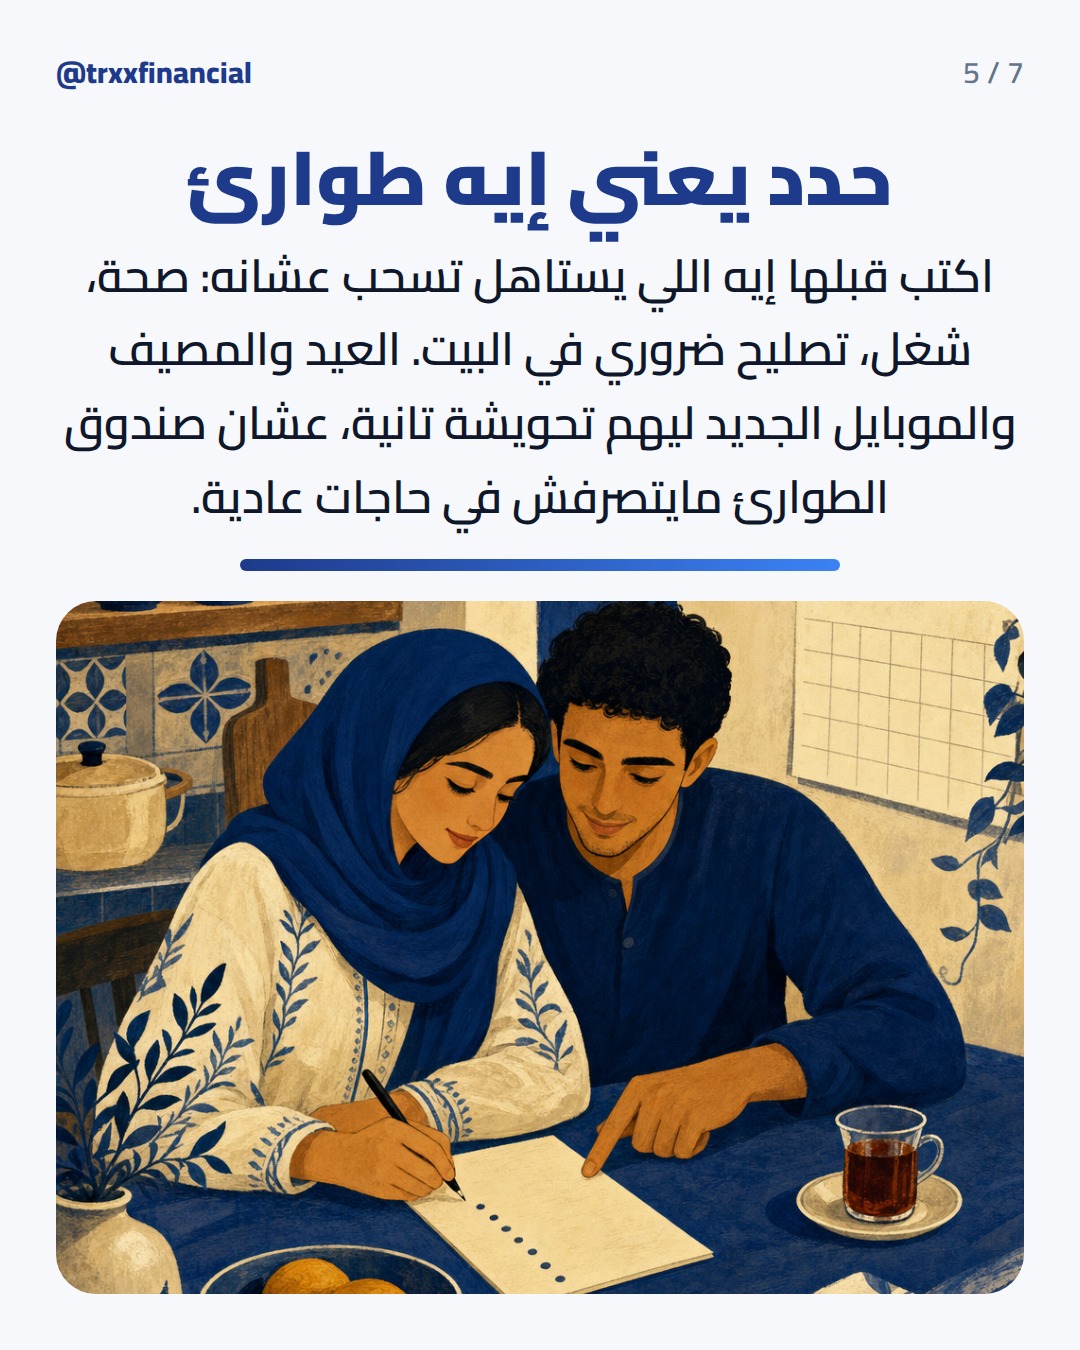 @trxxfinancial
5 / 7
حدد يعني إيه طوارئ
اكتب قبلها إيه اللي يستاهل تسحب عشانه: صحة،
شغل، تصليح ضروري في البيت. العيد والمصيف
والموبايل الجديد ليهم تحويشة تانية، عشان صندوق
الطوارئ مايتصرفش في حاجات عادية.